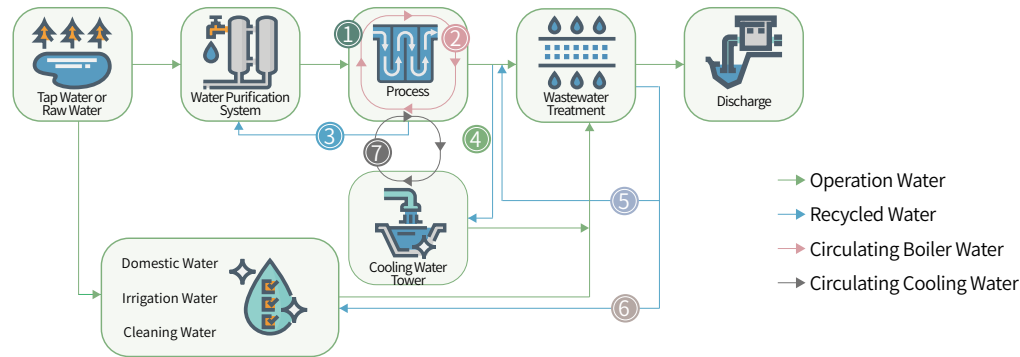 1
2
Process
Tap Water or
Raw Water
Water Purification
System
Wastewater
Treatment
Discharge
3
4
7
5
Cooling Water
Tower
Domestic Water
Irrigation Water
Cleaning Water
6
Operation Water
Recycled Water
Circulating Boiler Water
Circulating Cooling Water